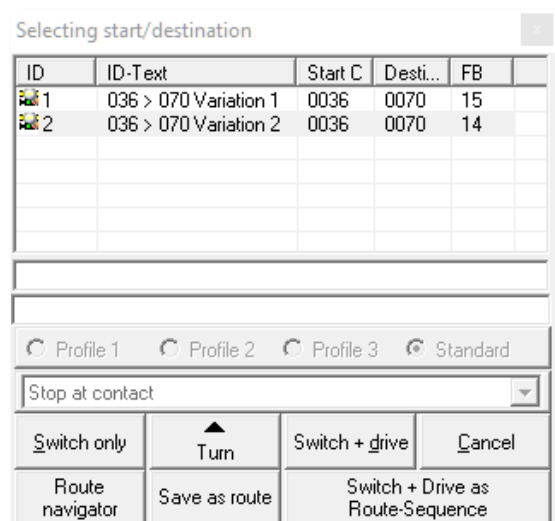 Selecting start/destination
x
ID ID-Text Start C Desti... FB
1 036 > 070 Variation 1 0036 0070 15
2 036 > 070 Variation 2 0036 0070 14
Profile 1 Profile 2 Profile 3 Standard
Stop at contact
Switch only Turn Switch + drive Cancel
Route navigator Save as route Switch + Drive as Route-Sequence